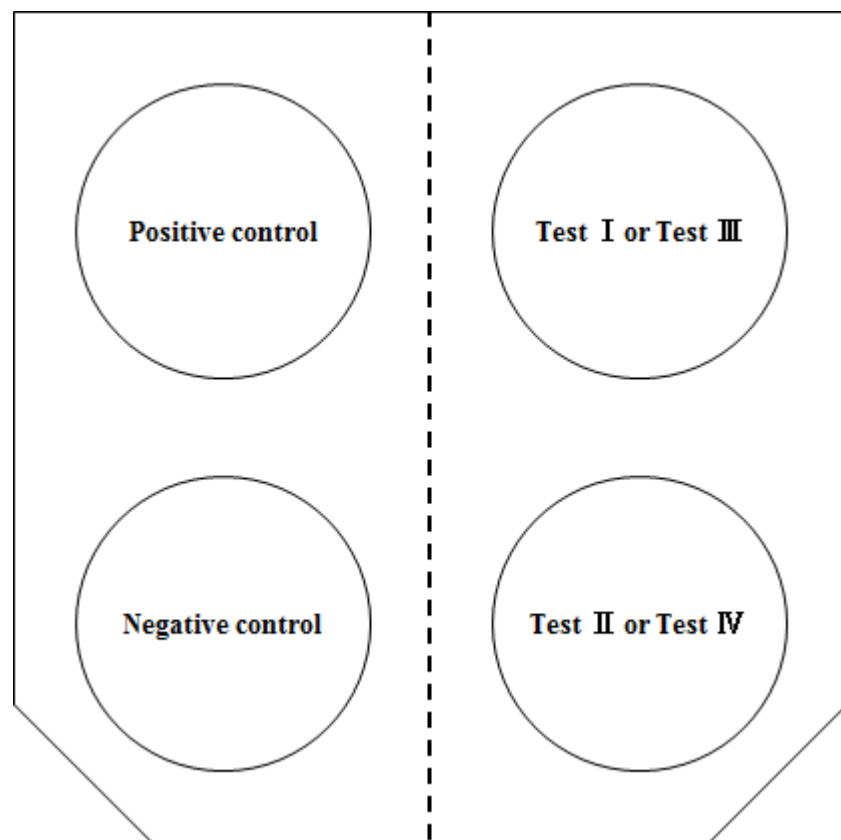 Positive control
Test Ⅰ or Test Ⅲ
Negative control
Test Ⅱ or Test Ⅳ